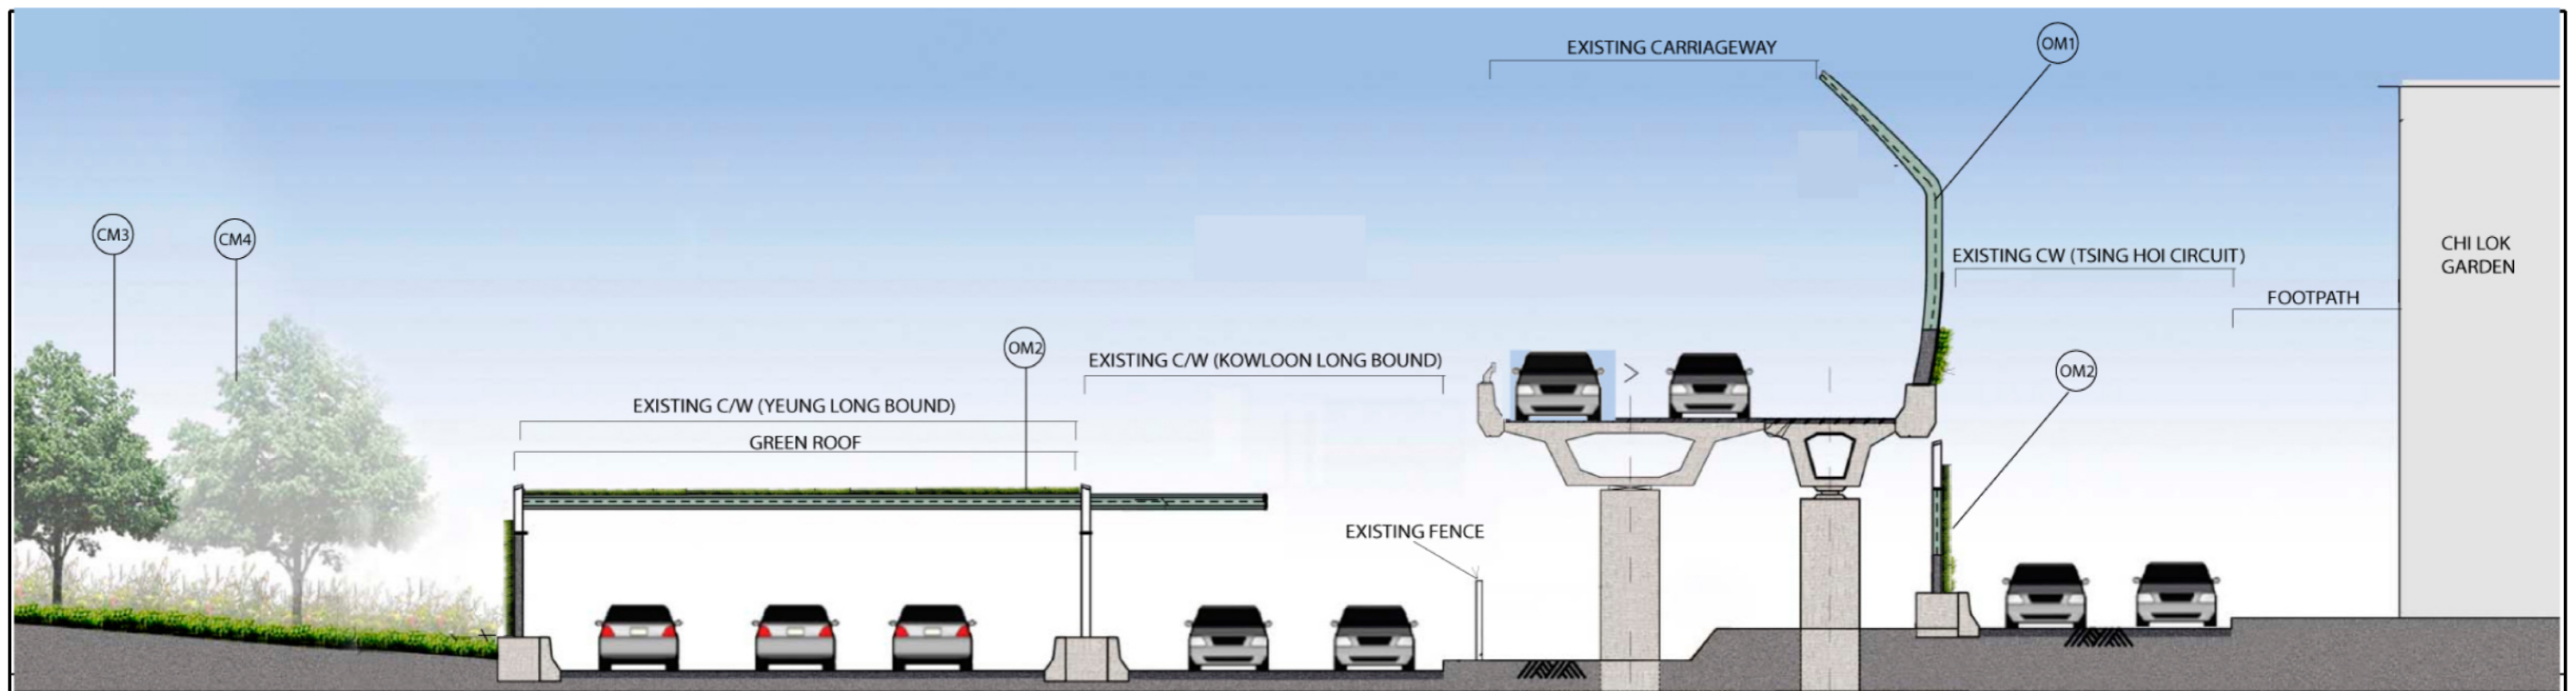 EXISTING CARRIAGEWAY
OM1
CM3
CM4
CHI LOK
GARDEN
EXISTING CW (TSING HOI CIRCUIT)
FOOTPATH
OM2
EXISTING C/W (KOWLOON LONG BOUND)
>
OM2
EXISTING C/W (YEUNG LONG BOUND)
GREEN ROOF
EXISTING FENCE